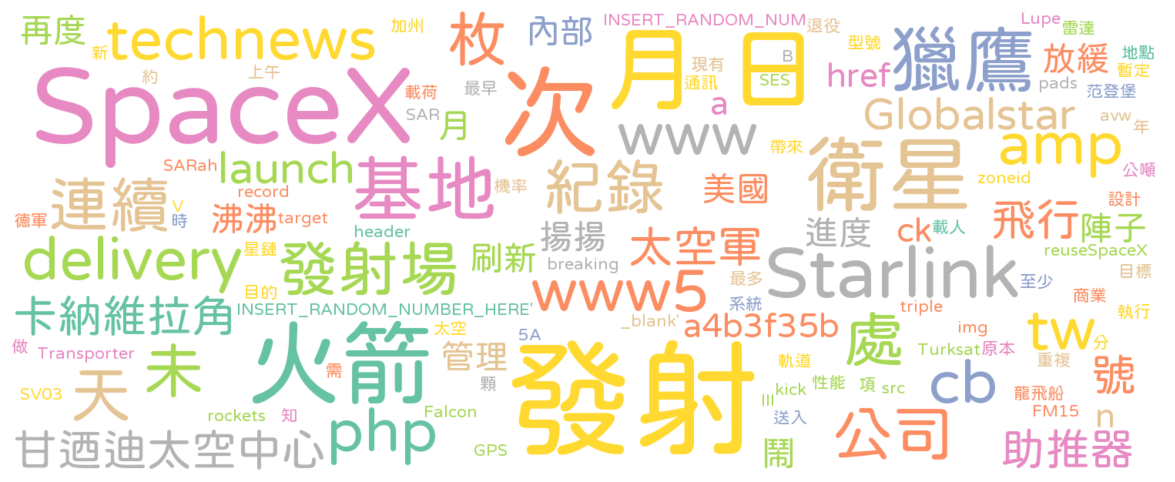 再度
新
technews
加州
枚
內部
INSERT_RANDOM_NUM
退役
Lupe
雷達
型號
獵鷹
放緩
地點
暫定
約
上午
SpaceX
載荷
最早
SAR
月
次
月
日
現有
通訊
B
SES
href
pads
范登堡
a
Globalstar
avw
年
www
帶來
amp
公噸
SARah
launch
基地
機率
紀錄
美國
衛星
zoneid
設計
連續
record
德軍
V
時
沸沸
target
header
揚揚
太空軍
進度
ck
載人
飛行
陣子
delivery
星鏈
發射場
刷新
breaking
最多
Starlink
reuseSpaceX
目標
至少
目的
www5
系統
商業
卡納維拉角
INSERT_RANDOM_NUMBER_HERE'
triple
執行
做
Transporter
火箭
太空
5A
_blank'
a4b3f35b
處
img
tw
分
未
需
管理
發射
軌道
Turksat
原本
重複
號
天
SV03
顆
III
kick
性能
項
src
cb
龍飛船
FM15
n
rockets
知
php
Falcon
送入
公司
甘迺迪太空中心
GPS
鬧
助推器